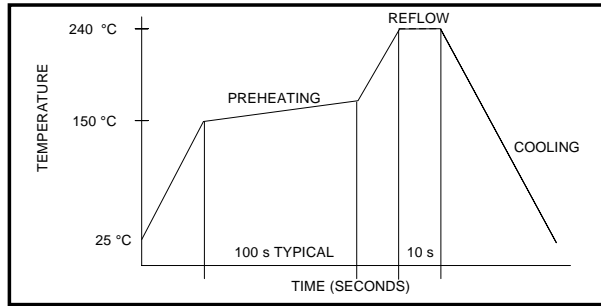 REFLOW
240 °C
PREHEATING
150 °C
TEMPERATURE
COOLING
25 °C
100 s TYPICAL
10 s
TIME (SECONDS)